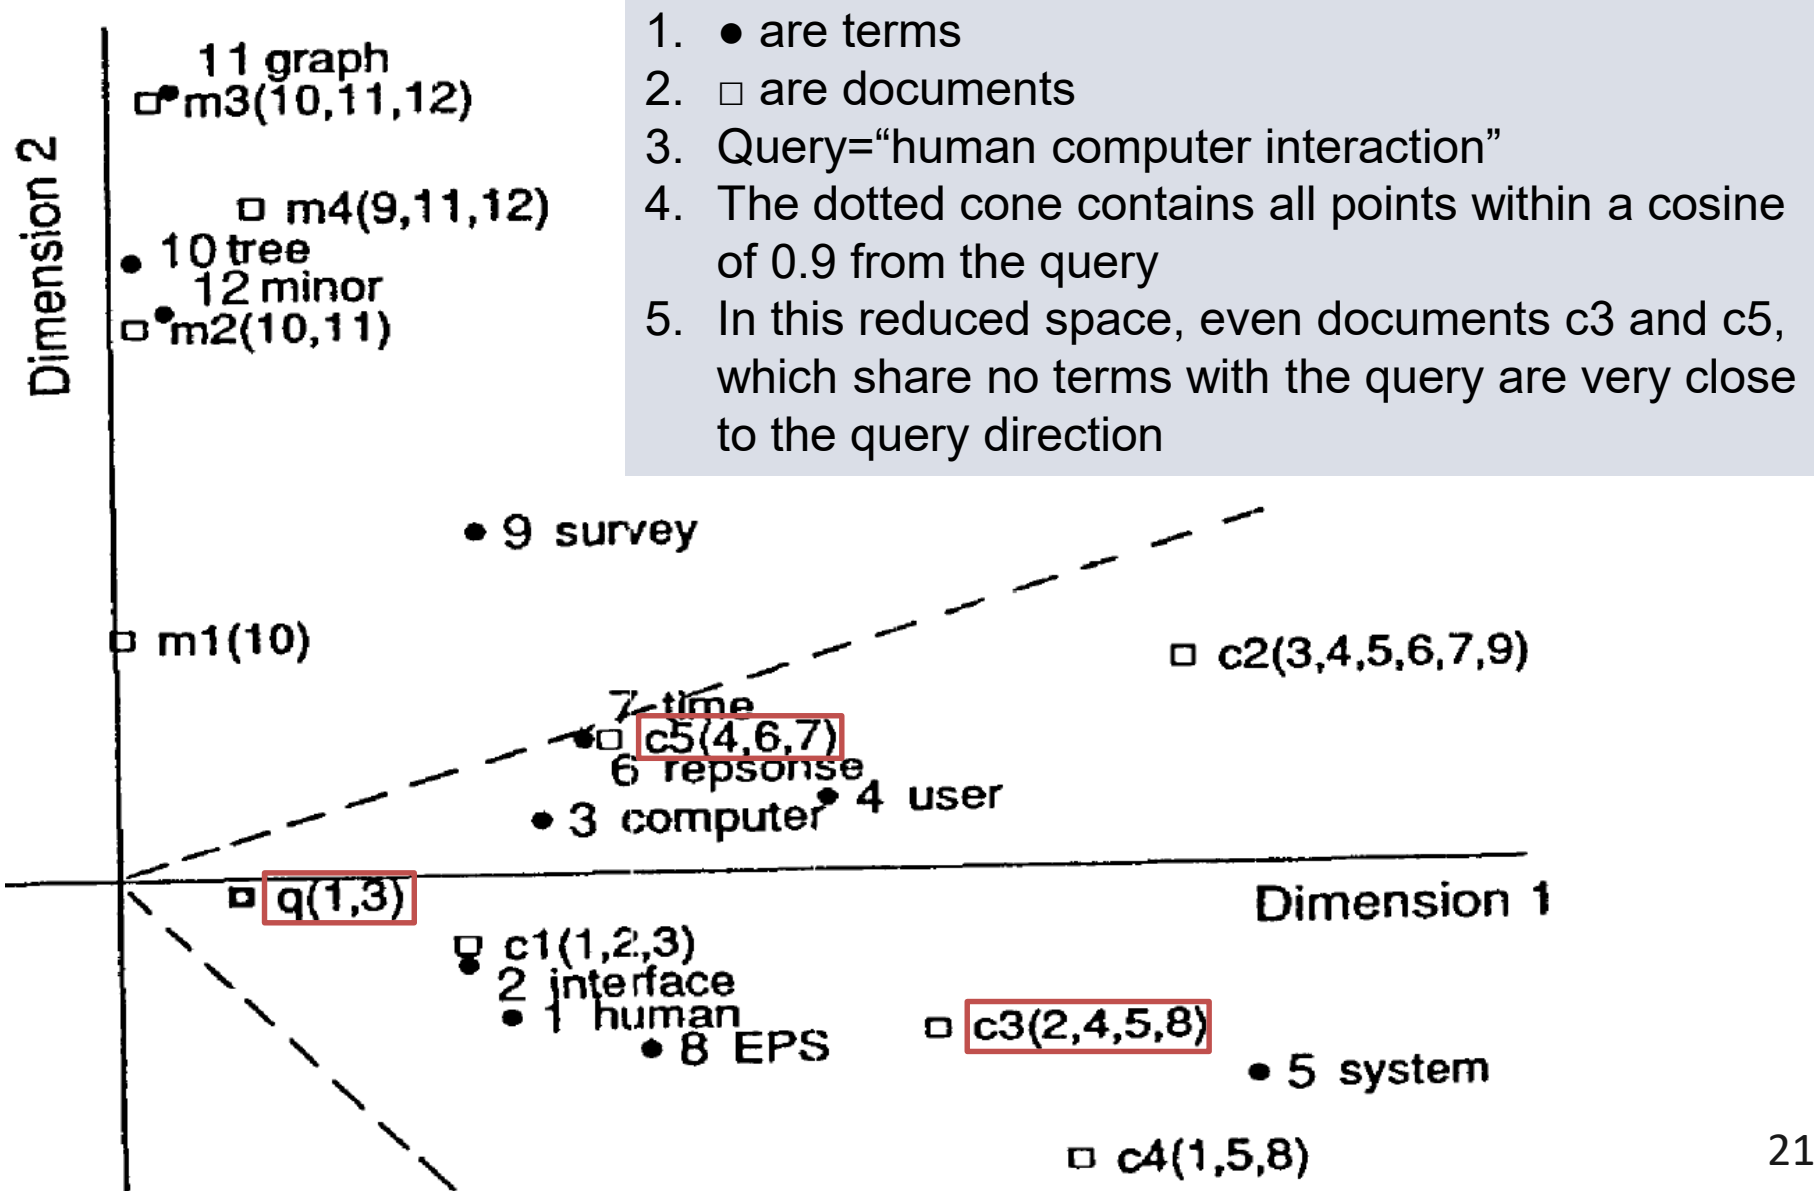 1. ● are terms
2. □ are documents
3. Query=“human computer interaction”
4. The dotted cone contains all points within a cosine
of 0.9 from the query
5. In this reduced space, even documents c3 and c5,
which share no terms with the query are very close
to the query direction
Dimension 2
11 graph
m3(10,11,12)
m4(9,11,12)
10 tree
12 minor
m2(10,11)
9 survey
m1(10)
c2(3,4,5,6,7,9)
7 time
c5(4,6,7)
6 repsonse
4 user
3 computer
q(1,3)
Dimension 1
c1(1,2,3)
2 interface
1 human
c3(2,4,5,8)
8 EPS
5 system
c4(1,5,8)
21